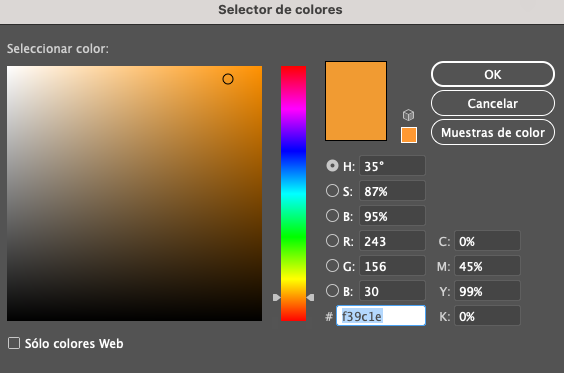 Selector de colores
Seleccionar color:
OK
Cancelar
Muestras de color
H: 35°
S: 87%
B: 95%
R: 243 C: 0%
G: 156 M: 45%
B: 30 Y: 99%
# f39c1e K: 0%
Sólo colores Web